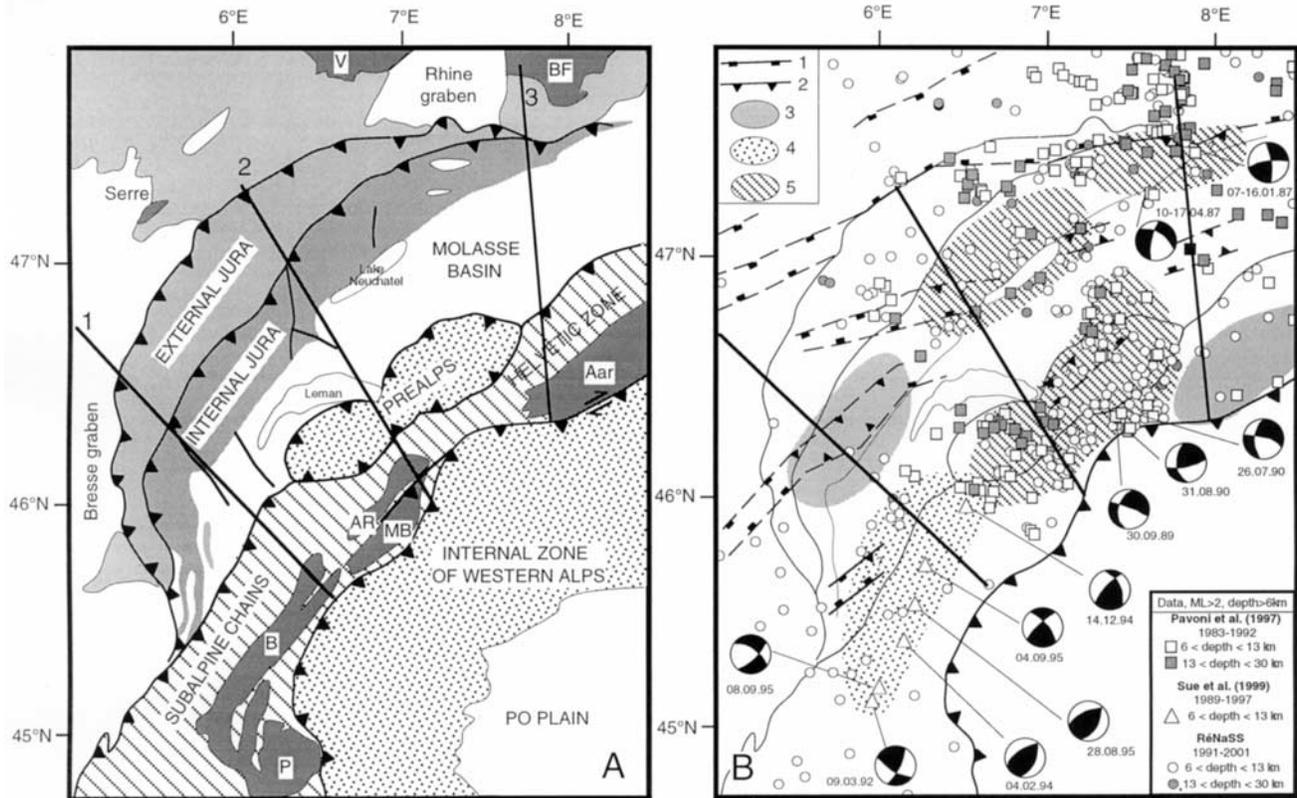 6°E
7°E
8°E
47°N
46°N
45°N
V
Rhine
graben
BF
3
2
Serre
EXTERNAL JURA
INTERNAL JURA
Lake
Neuchatel
MOLASSE
BASIN
1
Bresse graben
Leman
PREALPS
HELVETIC ZONE
Aar
AR
MB
INTERNAL ZONE
OF WESTERN ALPS
SUBALPINE CHAINS
B
P
PO PLAIN
A
6°E
7°E
8°E
47°N
46°N
45°N
1
2
3
4
5
07-16.01.87
10-17.04.87
26.07.90
31.08.90
30.09.89
14.12.94
04.09.95
28.08.95
04.02.94
09.03.92
08.09.95
B
Data, ML>2, depth>6km
Pavoni et al. (1997)
1983-1992
6 < depth < 13 km
13 < depth < 30 km
Sue et al. (1999)
1989-1997
6 < depth < 13 km
RéNaSS
1991-2001
6 < depth < 13 km
13 < depth < 30 km